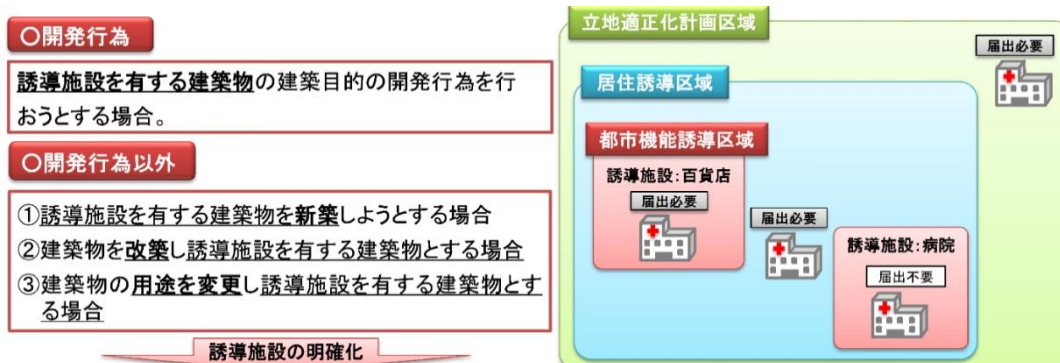 〇開発行為
誘導施設を有する建築物の建築目的の開発行為を行
おうとする場合。
〇開発行為以外
①誘導施設を有する建築物を新築しようとする場合
②建築物を改築し誘導施設を有する建築物とする場合
③建築物の用途を変更し誘導施設を有する建築物とす
る場合
誘導施設の明確化
立地適正化計画区域
届出必要
居住誘導区域
都市機能誘導区域
誘導施設:百貨店
届出必要
届出必要
誘導施設:病院
届出不要